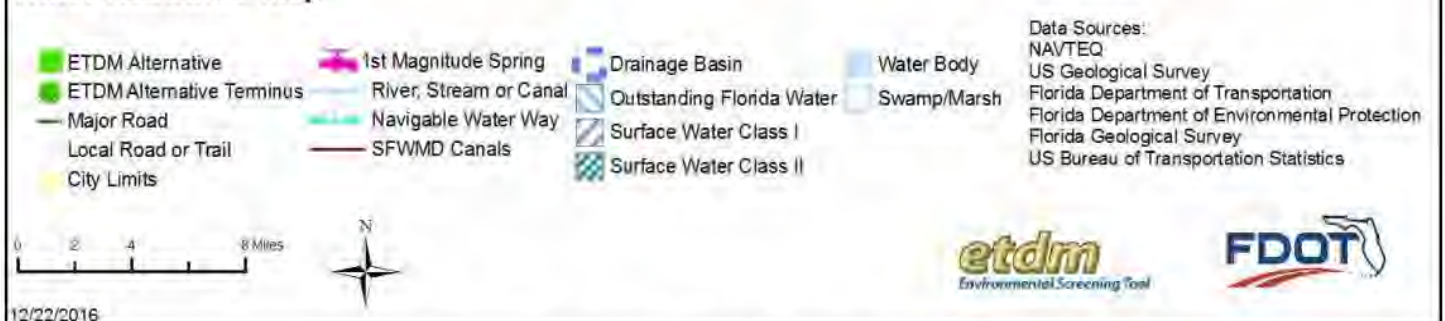 ETDM Alternative
ETDM Alternative Terminus
Major Road
Local Road or Trail
City Limits
1st Magnitude Spring
River, Stream or Canal
Navigable Water Way
SFWMD Canals
Drainage Basin
Outstanding Florida Water
Surface Water Class I
Surface Water Class II
Water Body
Swamp/Marsh
Data Sources:
NAVTEQ
US Geological Survey
Florida Department of Transportation
Florida Department of Environmental Protection
Florida Geological Survey
US Bureau of Transportation Statistics
0 2 4 8 Miles
N
etdm
Environmental Screening Tool
FDOT
12/22/2016